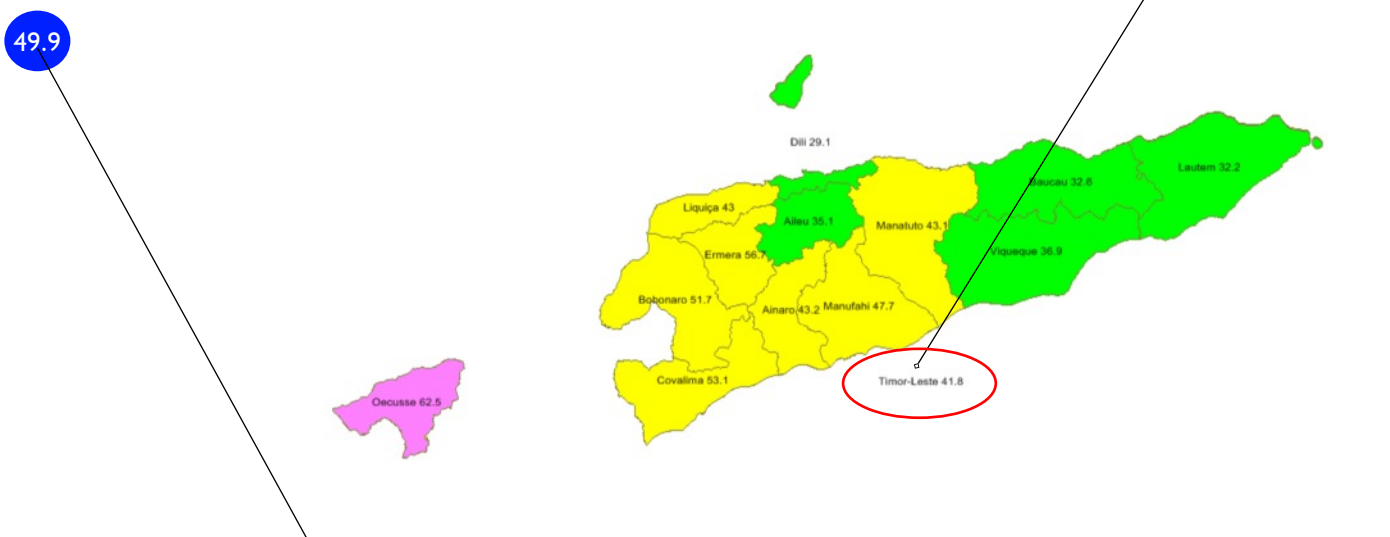 49.9
Dili 29.1
Lautem 32.2
Baucau 32.6
Liquiça 43
Aileu 35.1
Manatuto 43.1
Ermera 56.7
Viqueque 36.9
Bobonaro 51.7
Ainaro 43.2
Manufahi 47.7
Covalima 53.1
Timor-Leste 41.8
Oecusse 62.5